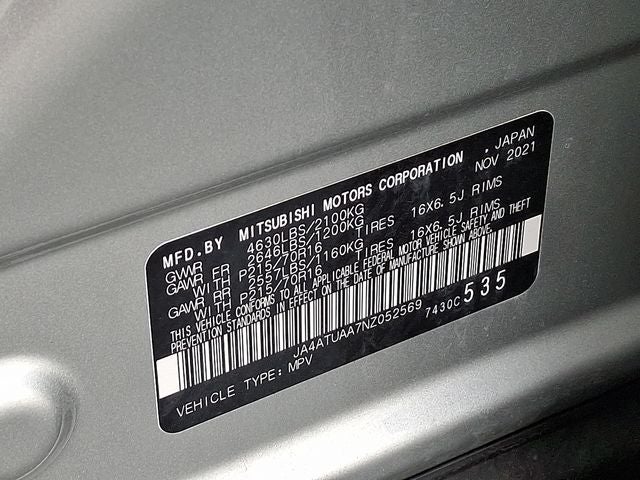 MFD.BY MITSUBISHI MOTORS CORPORATION , JAPAN
GVWR 4630LBS/2100KG NOV 2021
GAWR FR 2646LBS/1200KG
WITH P215/70R16 TIRES 16X6.5J RIMS
GAWR RR 2557LBS/1160KG
WITH P215/70R16 TIRES 16X6.5J RIMS
THIS VEHICLE CONFORMS TO ALL APPLICABLE FEDERAL MOTOR VEHICLE SAFETY AND THEFT
PREVENTION STANDARDS IN EFFECT ON THE DATE OF MANUFACTURE SHOWN ABOVE.
JA4ATUAA7NZ052569 7430C 535
VEHICLE TYPE: MPV